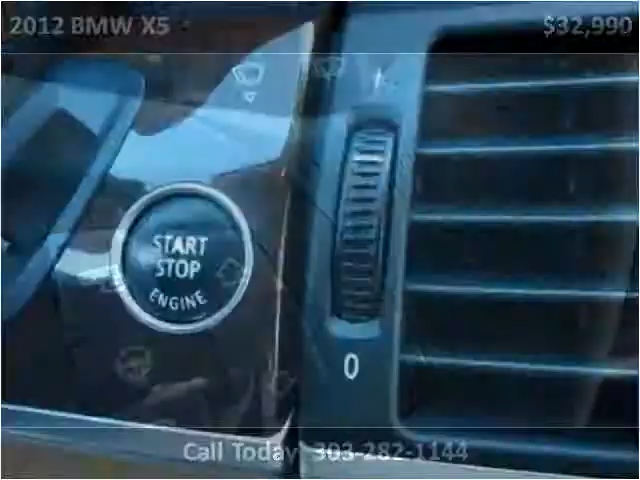 2012 BMW X5
$32,990
START
STOP
ENGINE
0
Call Today! 303-282-1144